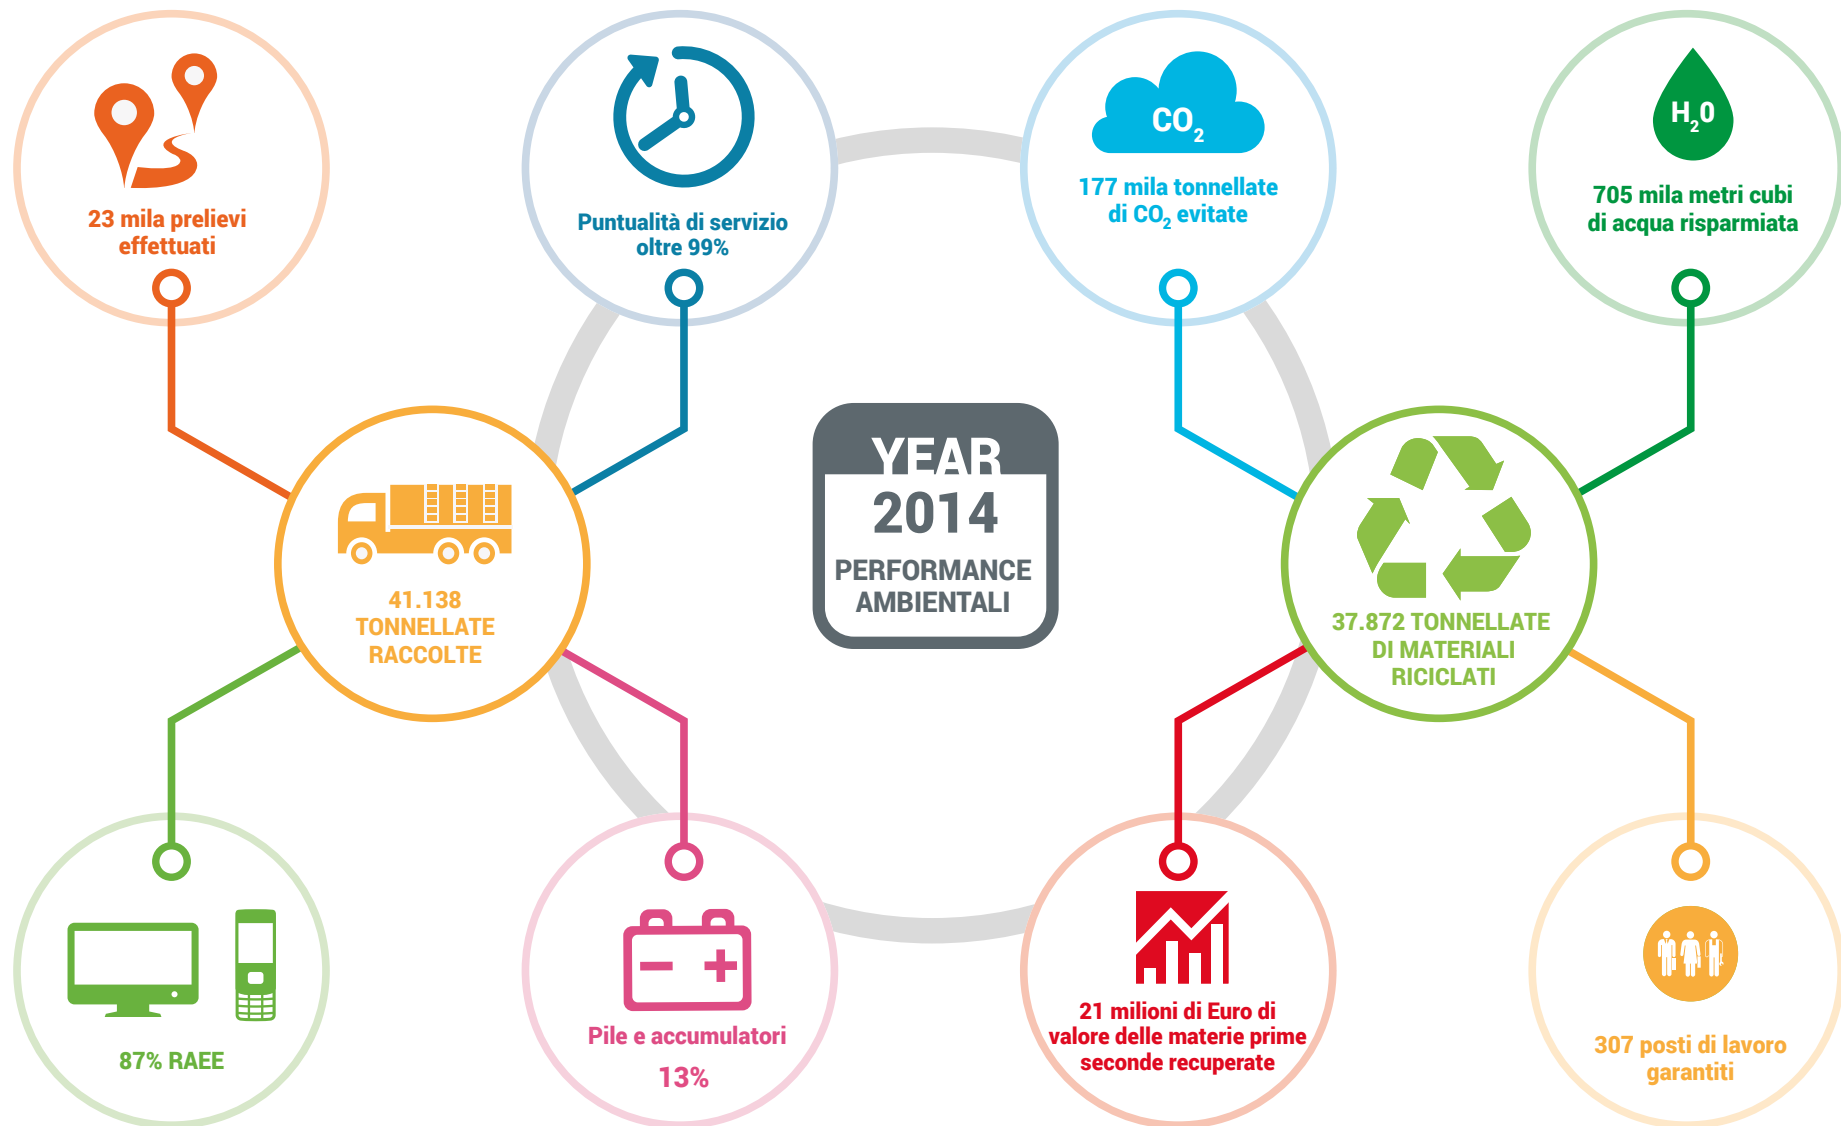 23 mila prelievi
effettuati
Puntualità di servizio
oltre 99%
CO₂
177 mila tonnellate
di CO₂ evitate
H₂0
705 mila metri cubi
di acqua risparmiata
41.138
TONNELLATE
RACCOLTE
YEAR
2014
PERFORMANCE
AMBIENTALI
37.872 TONNELLATE
DI MATERIALI
RICICLATI
87% RAEE
Pile e accumulatori
13%
21 milioni di Euro di
valore delle materie prime
seconde recuperate
307 posti di lavoro
garantiti